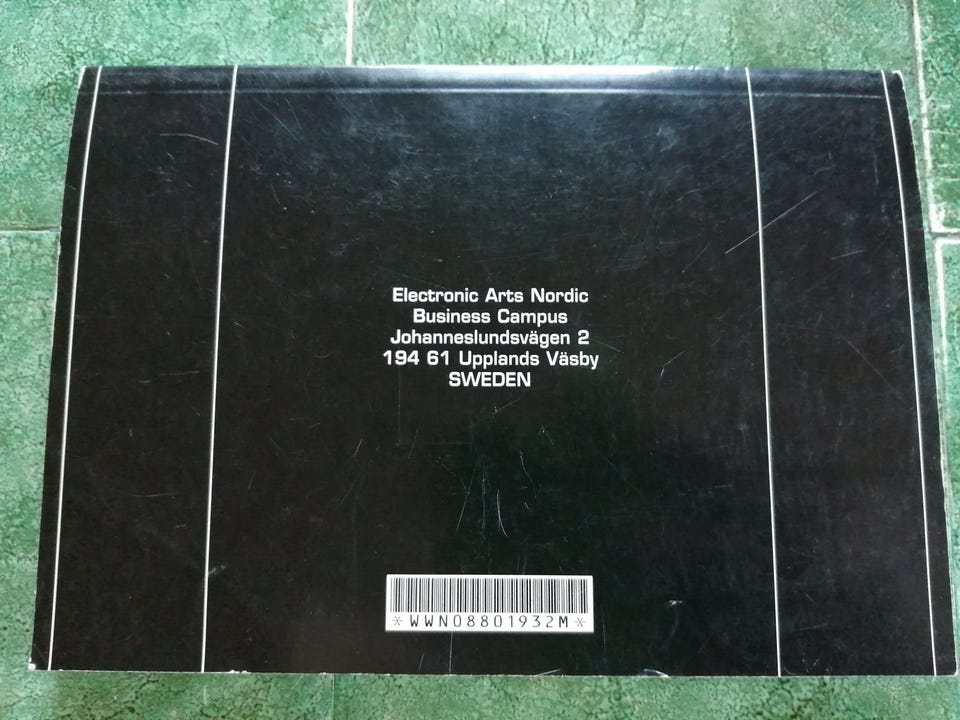 Electronic Arts Nordic
Business Campus
Johanneslundsvägen 2
194 61 Upplands Väsby
SWEDEN
*WWN08801932M*